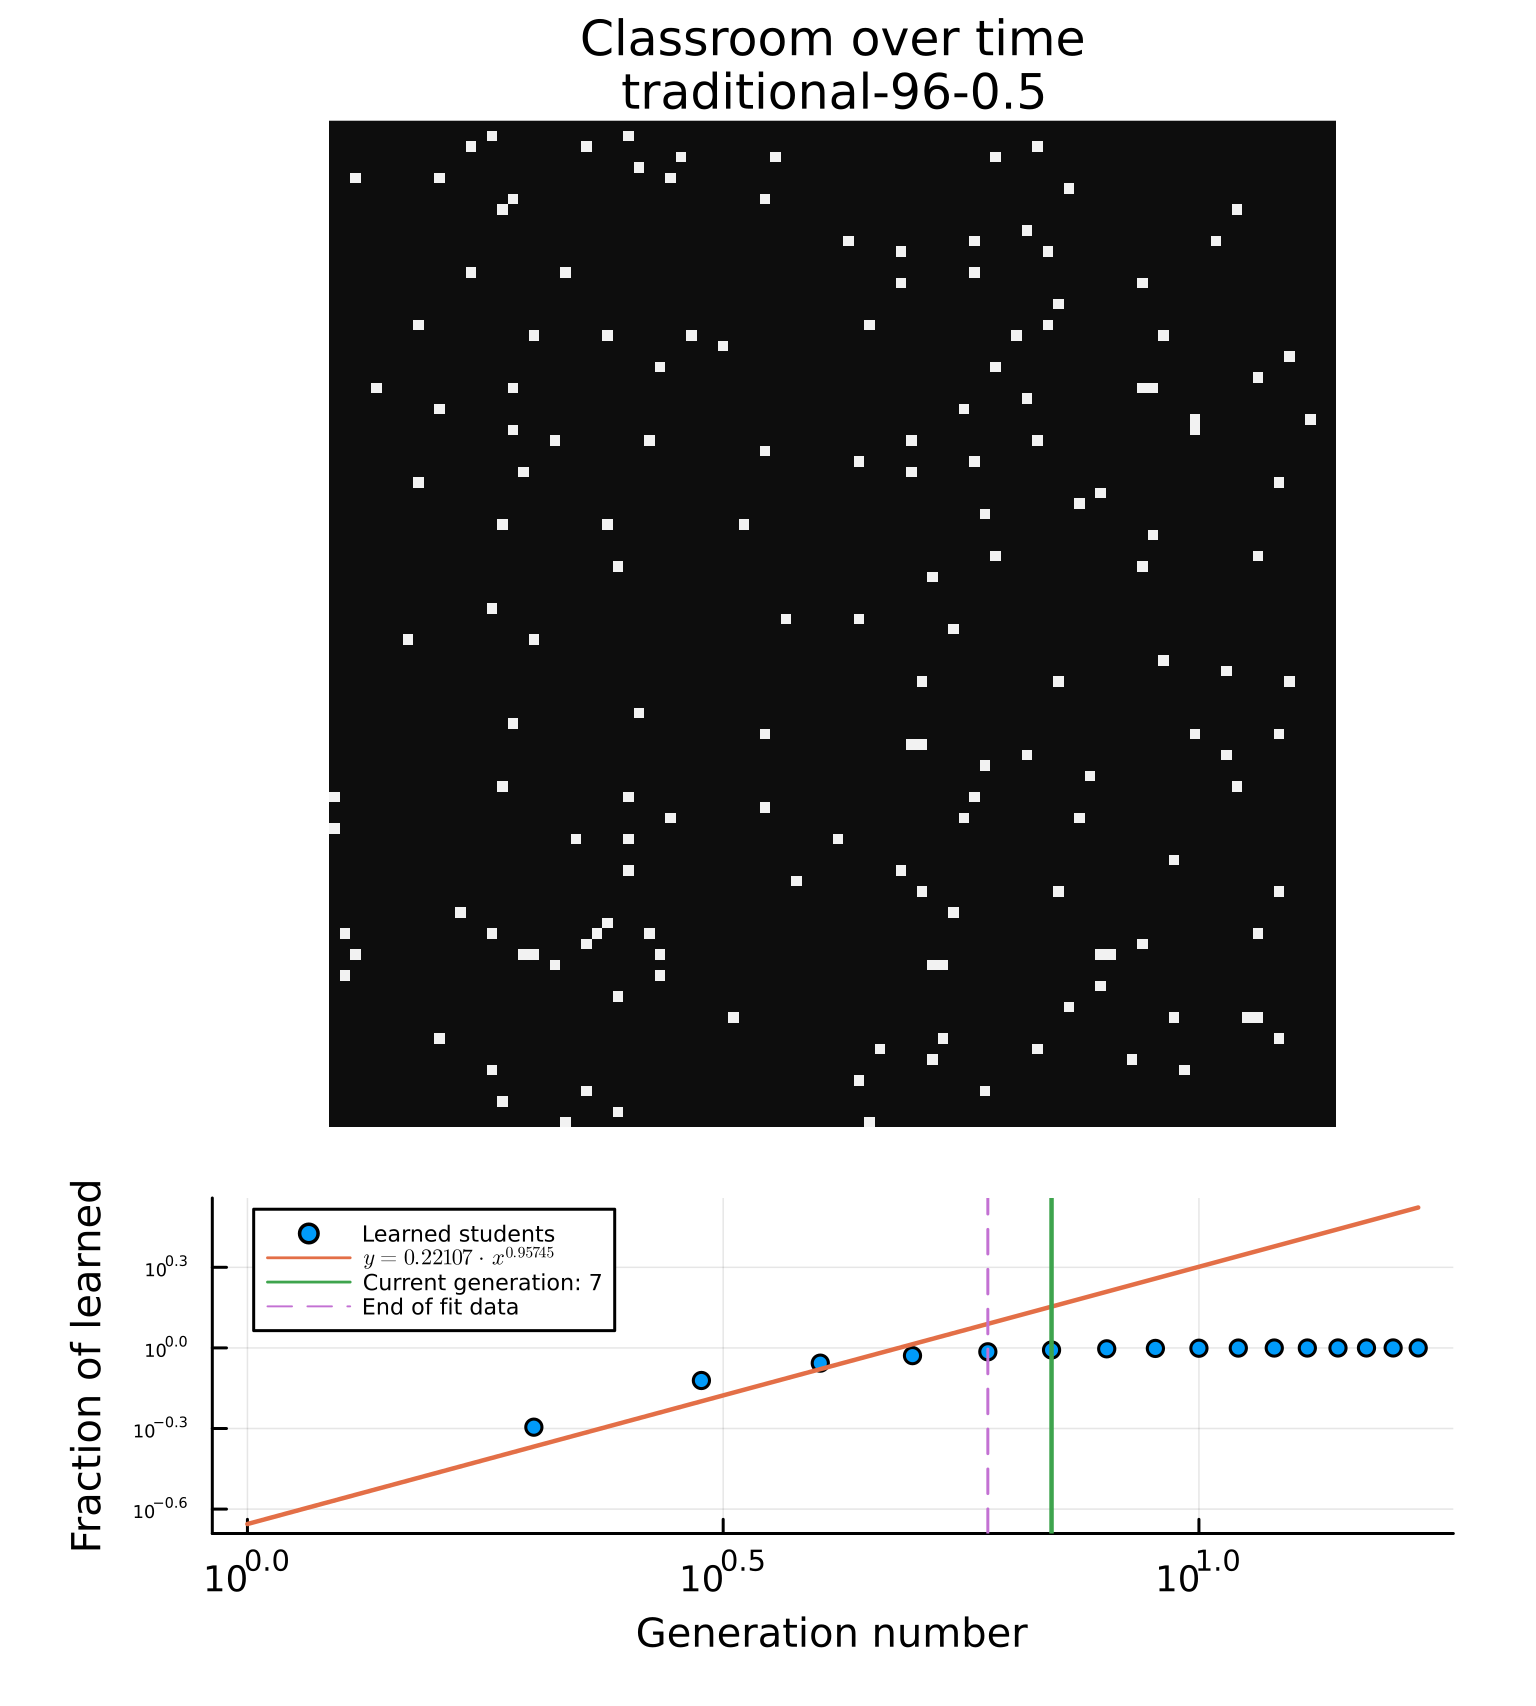 Classroom over time
traditional-96-0.5
Fraction of learned
10^0.3
10^0.0
10^−0.3
10^−0.6
Learned students
y = 0.22107 · x^0.95745
Current generation: 7
End of fit data
10^0.0 10^0.5 10^1.0
Generation number